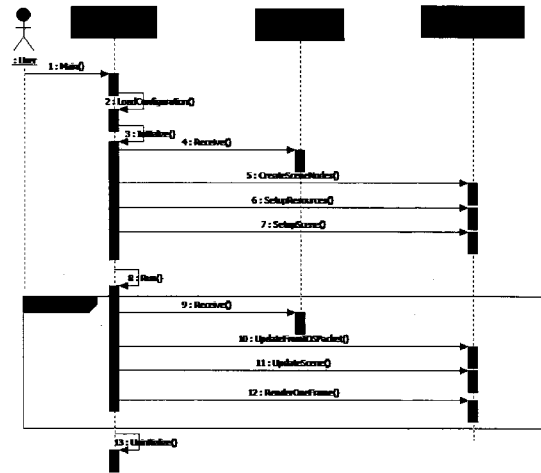 : User
1 : Main()
2 : LoadConfiguration()
3 : Initialize()
4 : Receive()
5 : CreateSceneNodes()
6 : SetupResources()
7 : SetupScene()
8 : Run()
9 : Receive()
10 : UpdateFromIOSPacket()
11 : UpdateScene()
12 : RenderOneFrame()
13 : Uninitialize()